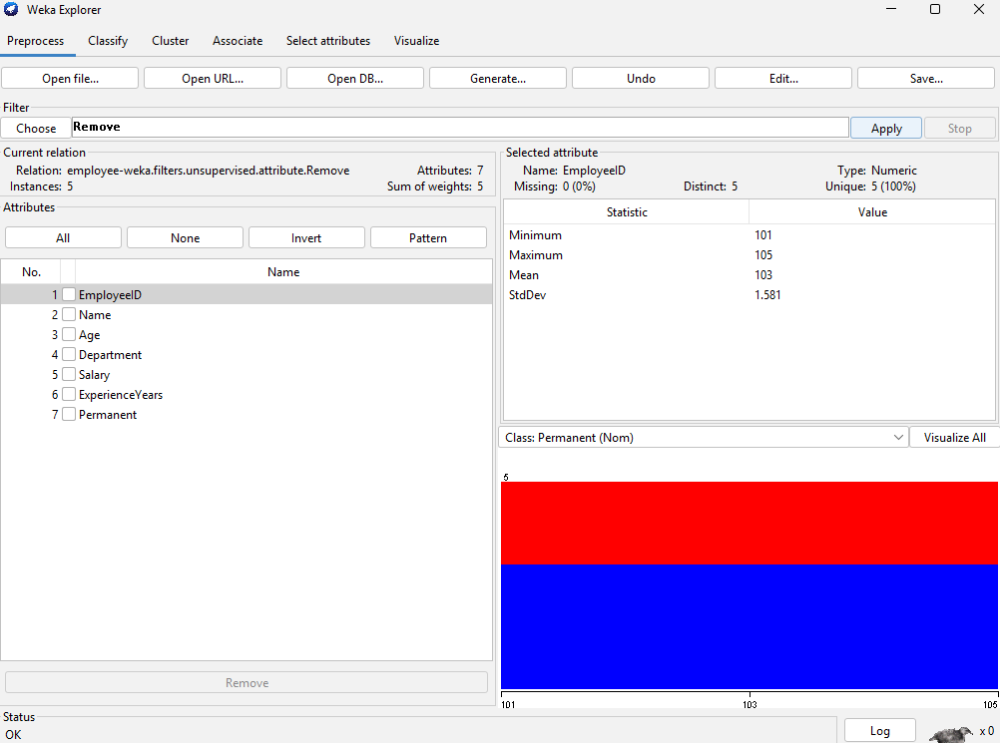 Weka Explorer
Preprocess Classify Cluster Associate Select attributes Visualize
Open file... Open URL... Open DB... Generate... Undo Edit... Save...
Filter
Choose Remove Apply Stop
Current relation
Relation: employee-weka.filters.unsupervised.attribute.Remove Attributes: 7
Instances: 5 Sum of weights: 5
Attributes
All None Invert Pattern
No. Name
1 EmployeeID
2 Name
3 Age
4 Department
5 Salary
6 ExperienceYears
7 Permanent
Remove
Selected attribute
Name: EmployeeID Type: Numeric
Missing: 0 (0%) Distinct: 5 Unique: 5 (100%)
Statistic Value
Minimum 101
Maximum 105
Mean 103
StdDev 1.581
Class: Permanent (Nom) Visualize All
5
101 103 105
Status
OK Log x 0